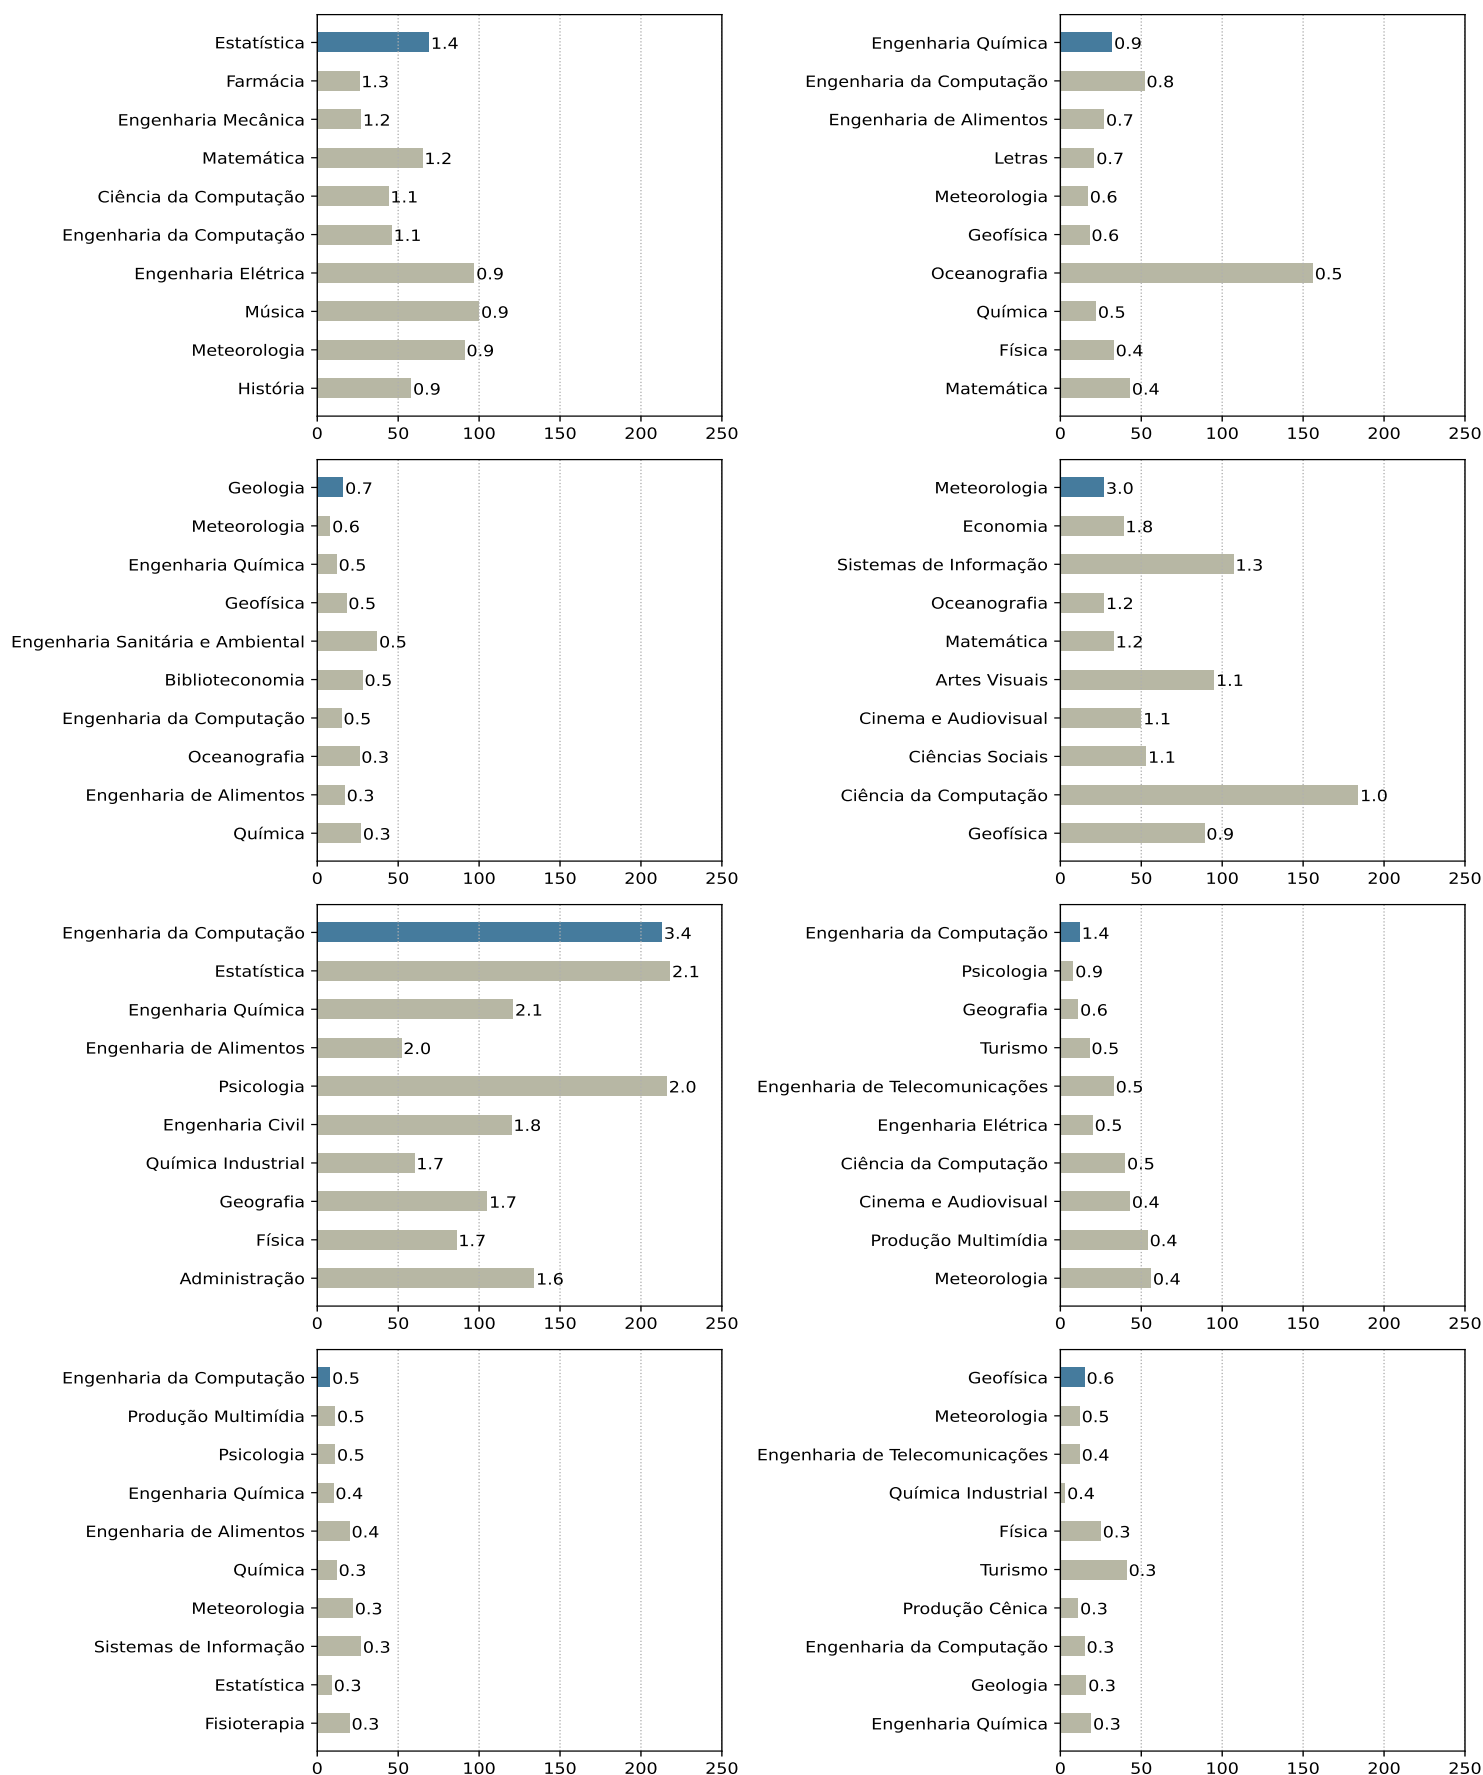 Estatística 1.4
Farmácia 1.3
Engenharia Mecânica 1.2
Matemática 1.2
Ciência da Computação 1.1
Engenharia da Computação 1.1
Engenharia Elétrica 0.9
Música 0.9
Meteorologia 0.9
História 0.9
0 50 100 150 200 250
Engenharia Química 0.9
Engenharia da Computação 0.8
Engenharia de Alimentos 0.7
Letras 0.7
Meteorologia 0.6
Geofísica 0.6
Oceanografia 0.5
Química 0.5
Física 0.4
Matemática 0.4
0 50 100 150 200 250
Geologia 0.7
Meteorologia 0.6
Engenharia Química 0.5
Geofísica 0.5
Engenharia Sanitária e Ambiental 0.5
Biblioteconomia 0.5
Engenharia da Computação 0.5
Oceanografia 0.3
Engenharia de Alimentos 0.3
Química 0.3
0 50 100 150 200 250
Meteorologia 3.0
Economia 1.8
Sistemas de Informação 1.3
Oceanografia 1.2
Matemática 1.2
Artes Visuais 1.1
Cinema e Audiovisual 1.1
Ciências Sociais 1.1
Ciência da Computação 1.0
Geofísica 0.9
0 50 100 150 200 250
Engenharia da Computação 3.4
Estatística 2.1
Engenharia Química 2.1
Engenharia de Alimentos 2.0
Psicologia 2.0
Engenharia Civil 1.8
Química Industrial 1.7
Geografia 1.7
Física 1.7
Administração 1.6
0 50 100 150 200 250
Engenharia da Computação 1.4
Psicologia 0.9
Geografia 0.6
Turismo 0.5
Engenharia de Telecomunicações 0.5
Engenharia Elétrica 0.5
Ciência da Computação 0.5
Cinema e Audiovisual 0.4
Produção Multimídia 0.4
Meteorologia 0.4
0 50 100 150 200 250
Engenharia da Computação 0.5
Produção Multimídia 0.5
Psicologia 0.5
Engenharia Química 0.4
Engenharia de Alimentos 0.4
Química 0.3
Meteorologia 0.3
Sistemas de Informação 0.3
Estatística 0.3
Fisioterapia 0.3
0 50 100 150 200 250
Geofísica 0.6
Meteorologia 0.5
Engenharia de Telecomunicações 0.4
Química Industrial 0.4
Física 0.3
Turismo 0.3
Produção Cênica 0.3
Engenharia da Computação 0.3
Geologia 0.3
Engenharia Química 0.3
0 50 100 150 200 250